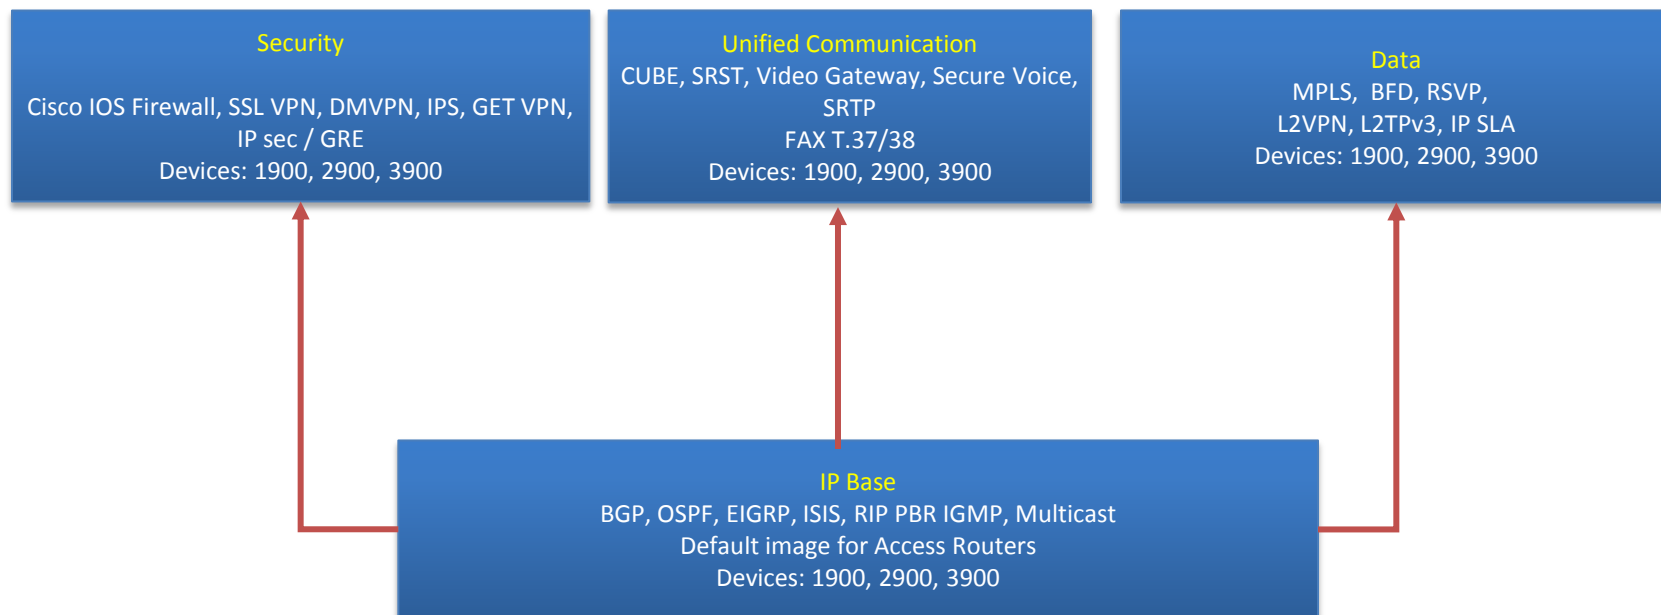 Security
Cisco IOS Firewall, SSL VPN, DMVPN, IPS, GET VPN,
IP sec / GRE
Devices: 1900, 2900, 3900
Unified Communication
CUBE, SRST, Video Gateway, Secure Voice,
SRTP
FAX T.37/38
Devices: 1900, 2900, 3900
Data
MPLS,  BFD, RSVP,
L2VPN, L2TPv3, IP SLA
Devices: 1900, 2900, 3900
IP Base
BGP, OSPF, EIGRP, ISIS, RIP PBR IGMP, Multicast
Default image for Access Routers
Devices: 1900, 2900, 3900